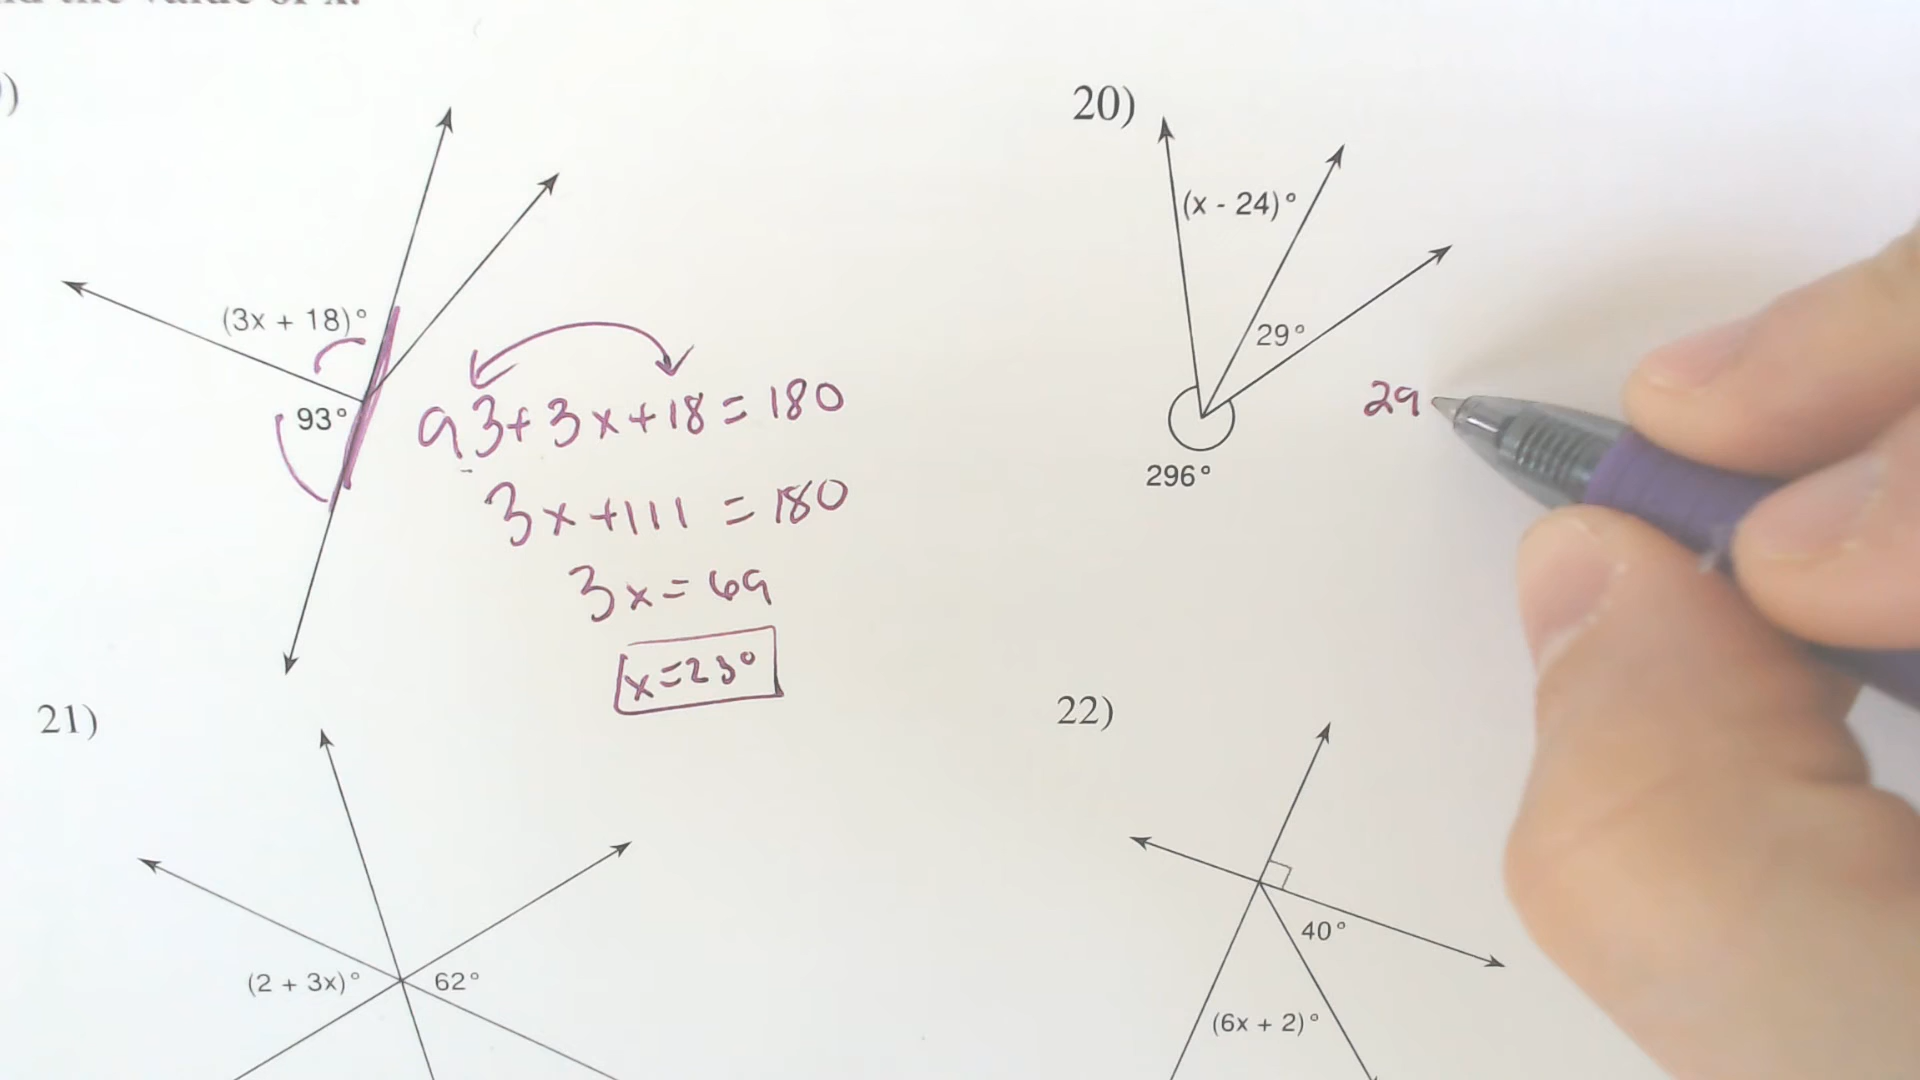 20)
(x - 24)°
(3x + 18)°
29°
93°
93+3x+18=180
29
296°
3x+111=180
3x=69
x=23°
21)
22)
40°
(2 + 3x)°
62°
(6x + 2)°